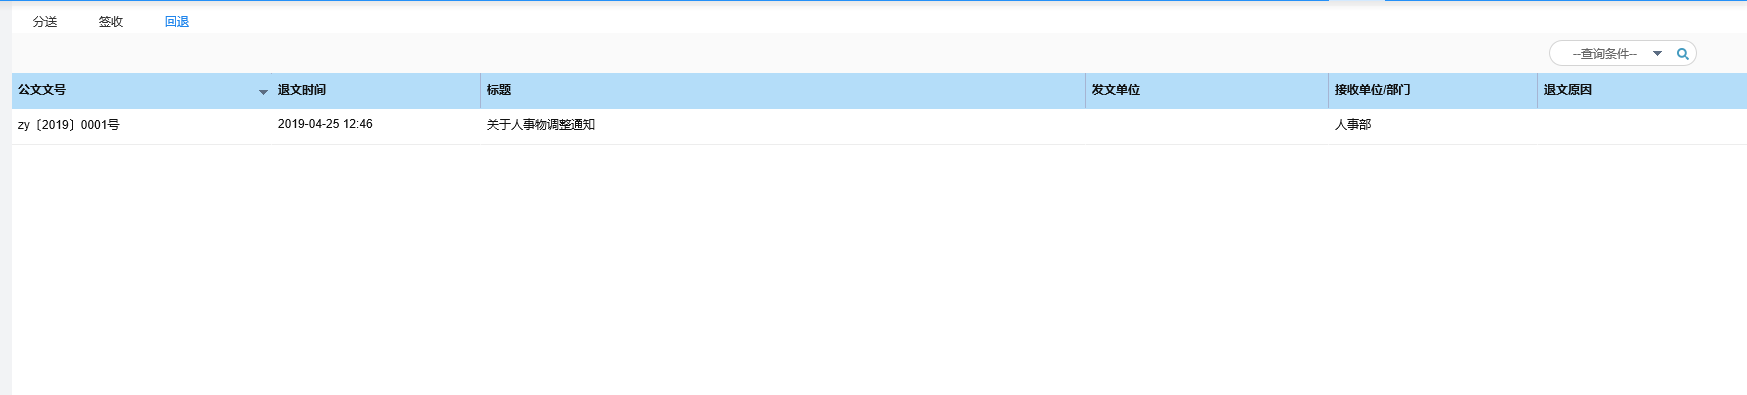 分送 签收 回退
--查询条件--
公文文号 退文时间 标题 发文单位 接收单位/部门 退文原因
zy〔2019〕0001号 2019-04-25 12:46 关于人事物调整通知 人事部